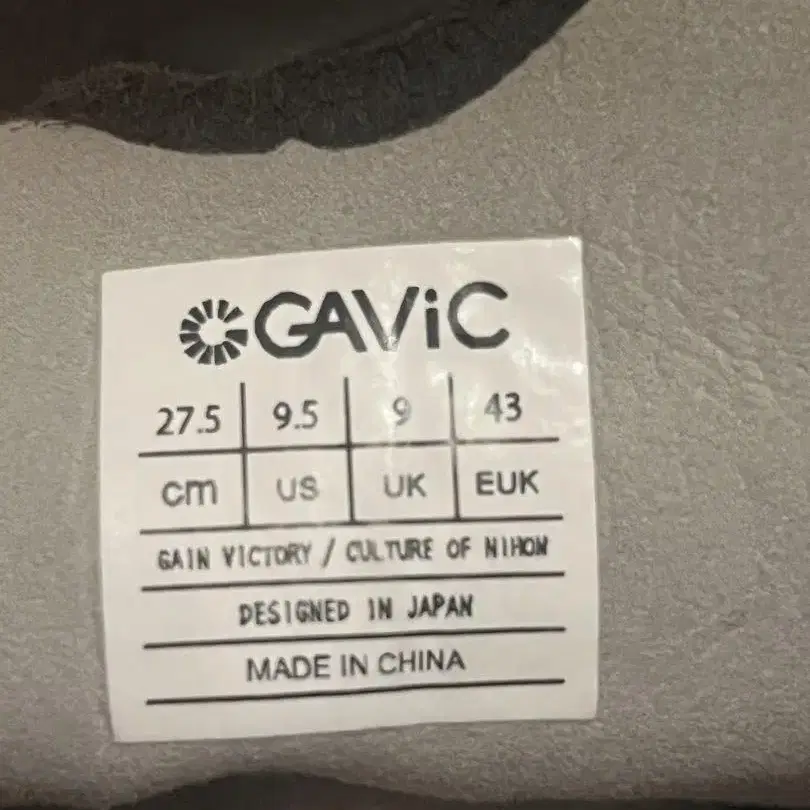 GAViC
27.5 9.5 9 43
cm US UK EUK
GAIN VICTORY / CULTURE OF NIHON
DESIGNED IN JAPAN
MADE IN CHINA